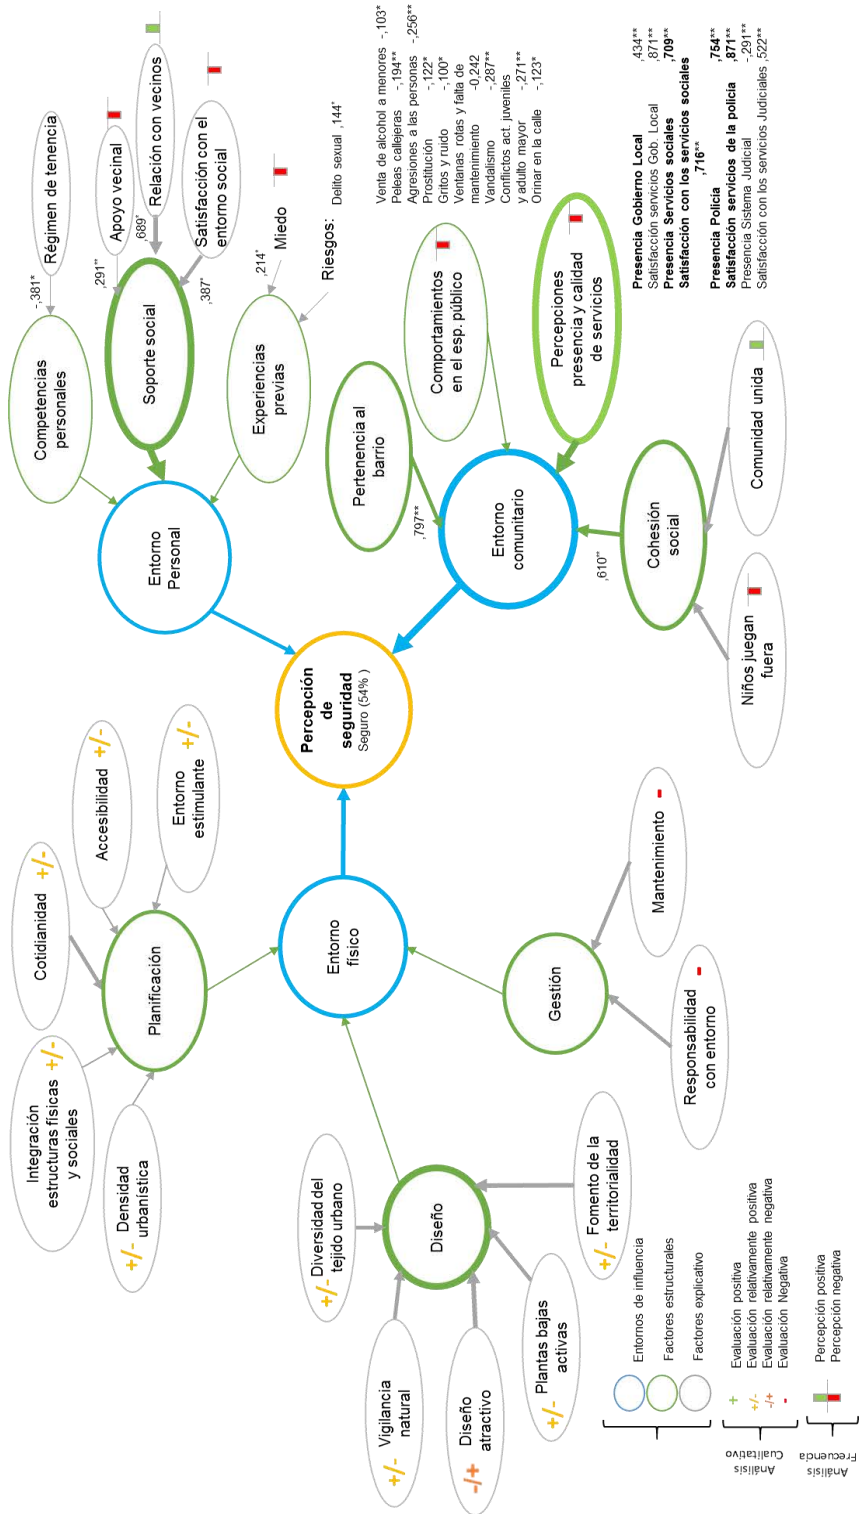 Integración
estructuras físicas
y sociales
+/-
Cotidianidad
+/-
Accesibilidad
+/-
Entorno
estimulante
+/-
Densidad
urbanística
+/-
Planificación
Régimen de tenencia
-,381*
Competencias
personales
Apoyo vecinal
,291**
Relación con vecinos
,689*
Satisfacción con el
entorno social
,387*
Soporte social
Miedo
,214*
Riesgos:
Delito sexual ,144*
Experiencias
previas
Entorno
Personal
Percepción
de
seguridad
Seguro (54% )
Entorno
físico
Entorno
comunitario
Pertenencia al
barrio
,797**
Comportamientos
en el esp. público
Venta de alcohol a menores -,103*
Peleas callejeras -,194**
Agresiones a las personas -,256**
Prostitución -,122*
Gritos y ruido -,100*
Ventanas rotas y falta de
mantenimiento -0,242
Vandalismo -,287**
Conflictos act. juveniles
y adulto mayor -,271**
Orinar en la calle -,123*
Percepciones
presencia y calidad
de servicios
Presencia Gobierno Local ,434**
Satisfacción servicios Gob. Local ,871**
Presencia Servicios sociales ,709**
Satisfacción con los servicios sociales
,716**
Presencia Policía ,754**
Satisfacción servicios de la policia ,871**
Presencia Sistema Judicial -,291**
Satisfacción con los servicios Judiciales ,522**
Cohesión
social
,610**
Niños juegan
fuera
Comunidad unida
Gestión
Responsabilidad
con entorno
-
Mantenimiento
-
Diseño
Diversidad del
tejido urbano
+/-
Vigilancia
natural
+/-
Diseño
atractivo
-/+
Plantas bajas
activas
+/-
Fomento de la
territorialidad
+/-
Entornos de influencia
Factores estructurales
Factores explicativo
Análisis
Cualitativo
+ Evaluación positiva
+/- Evaluación relativamente positiva
-/+ Evaluación relativamente negativa
- Evaluación Negativa
Análisis
Frecuencia
Percepción positiva
Percepción negativa